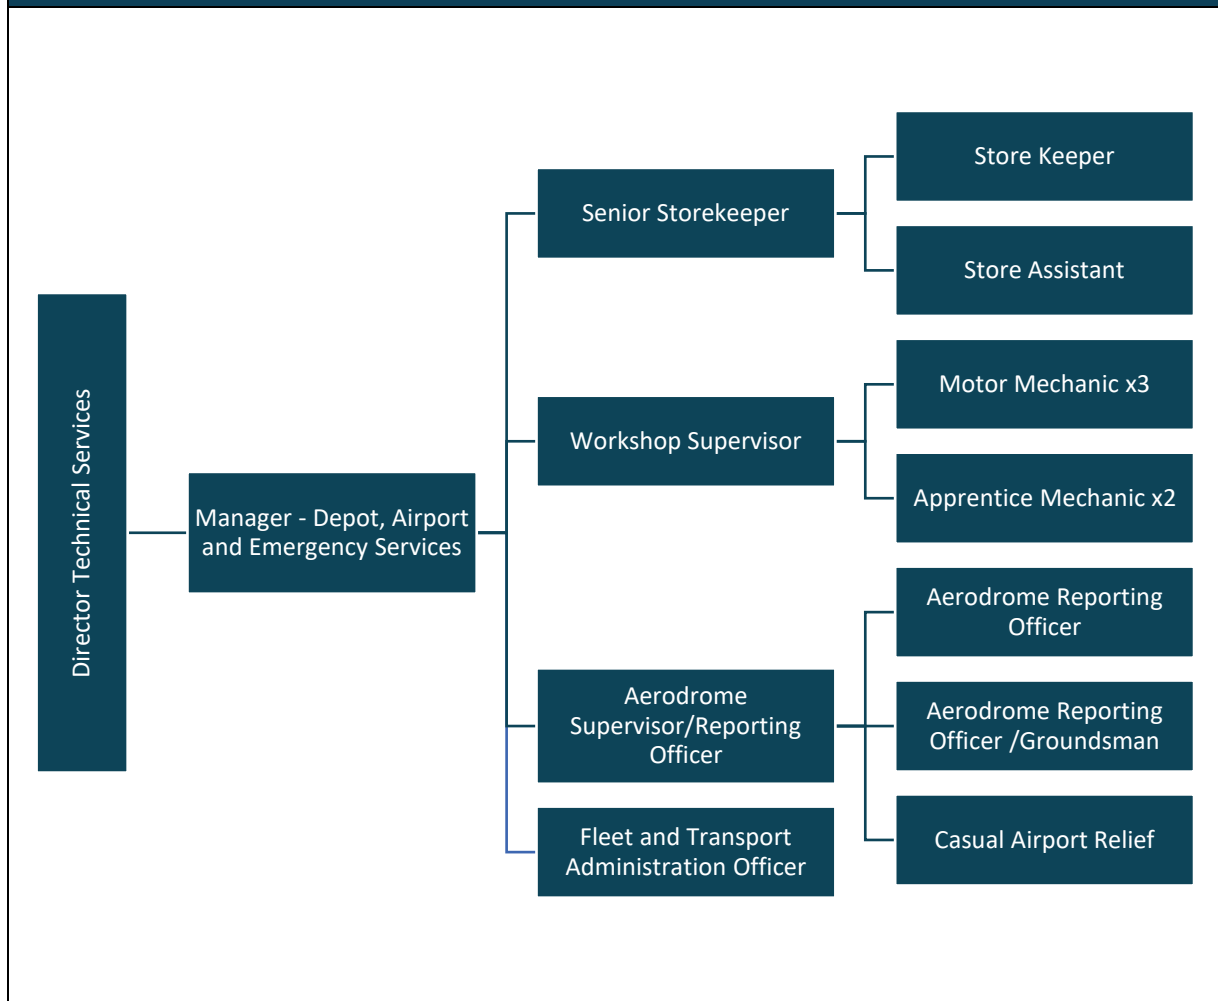 Director Technical Services
Manager - Depot, Airport
and Emergency Services
Senior Storekeeper
Store Keeper
Store Assistant
Workshop Supervisor
Motor Mechanic x3
Apprentice Mechanic x2
Aerodrome
Supervisor/Reporting
Officer
Aerodrome Reporting
Officer
Aerodrome Reporting
Officer /Groundsman
Casual Airport Relief
Fleet and Transport
Administration Officer